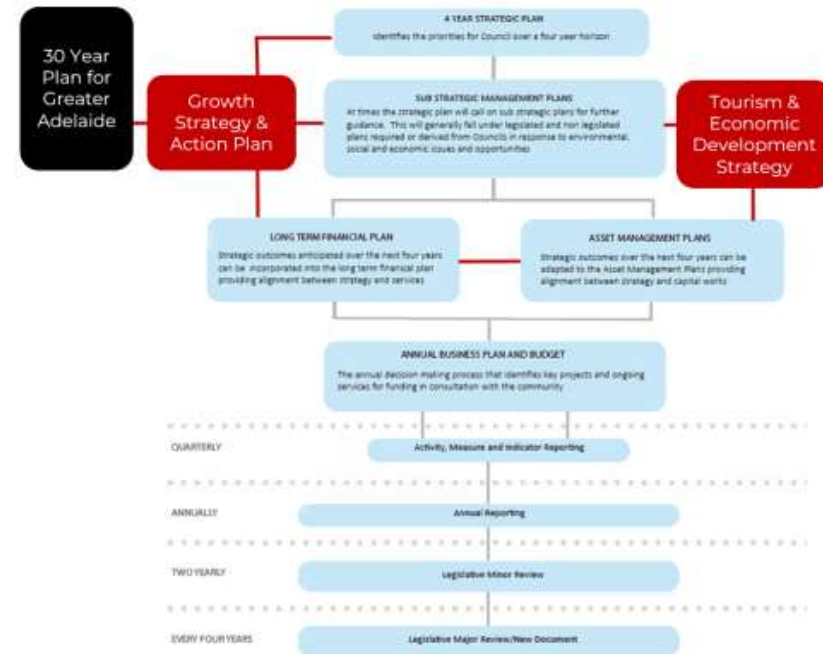 30 Year
Plan for
Greater
Adelaide
Growth
Strategy &
Action Plan
4 YEAR STRATEGIC PLAN
Identifies the priorities for Council over a four year horizon
SUB STRATEGIC MANAGEMENT PLANS
At times the strategic plan will call on sub strategic plans for further
guidance. This will generally fall under legislated and non legislated
plans required or derived from Councils in response to environmental,
social and economic issues and opportunities
Tourism &
Economic
Development
Strategy
LONG TERM FINANCIAL PLAN
Strategic outcomes anticipated over the next four years
can be incorporated into the long term financial plan
providing alignment between strategy and services
ASSET MANAGEMENT PLANS
Strategic outcomes over the next four years can be
adapted to the Asset Management Plans providing
alignment between strategy and capital works
ANNUAL BUSINESS PLAN AND BUDGET
The annual decision making process that identifies key projects and ongoing
services for funding in consultation with the community
QUARTERLY
Activity, Measure and Indicator Reporting
ANNUALLY
Annual Reporting
TWO YEARLY
Legislative Minor Review
EVERY FOUR YEARS
Legislative Major Review/New Document